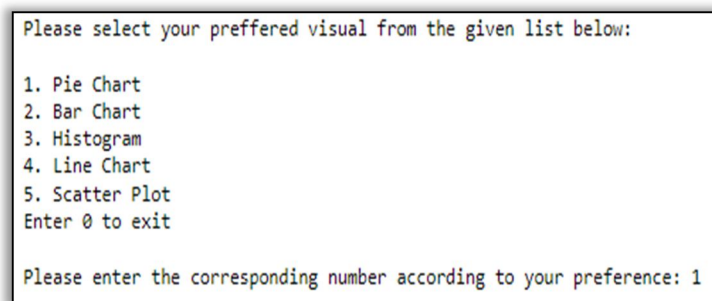 Please select your preffered visual from the given list below:
1. Pie Chart
2. Bar Chart
3. Histogram
4. Line Chart
5. Scatter Plot
Enter 0 to exit
Please enter the corresponding number according to your preference: 1